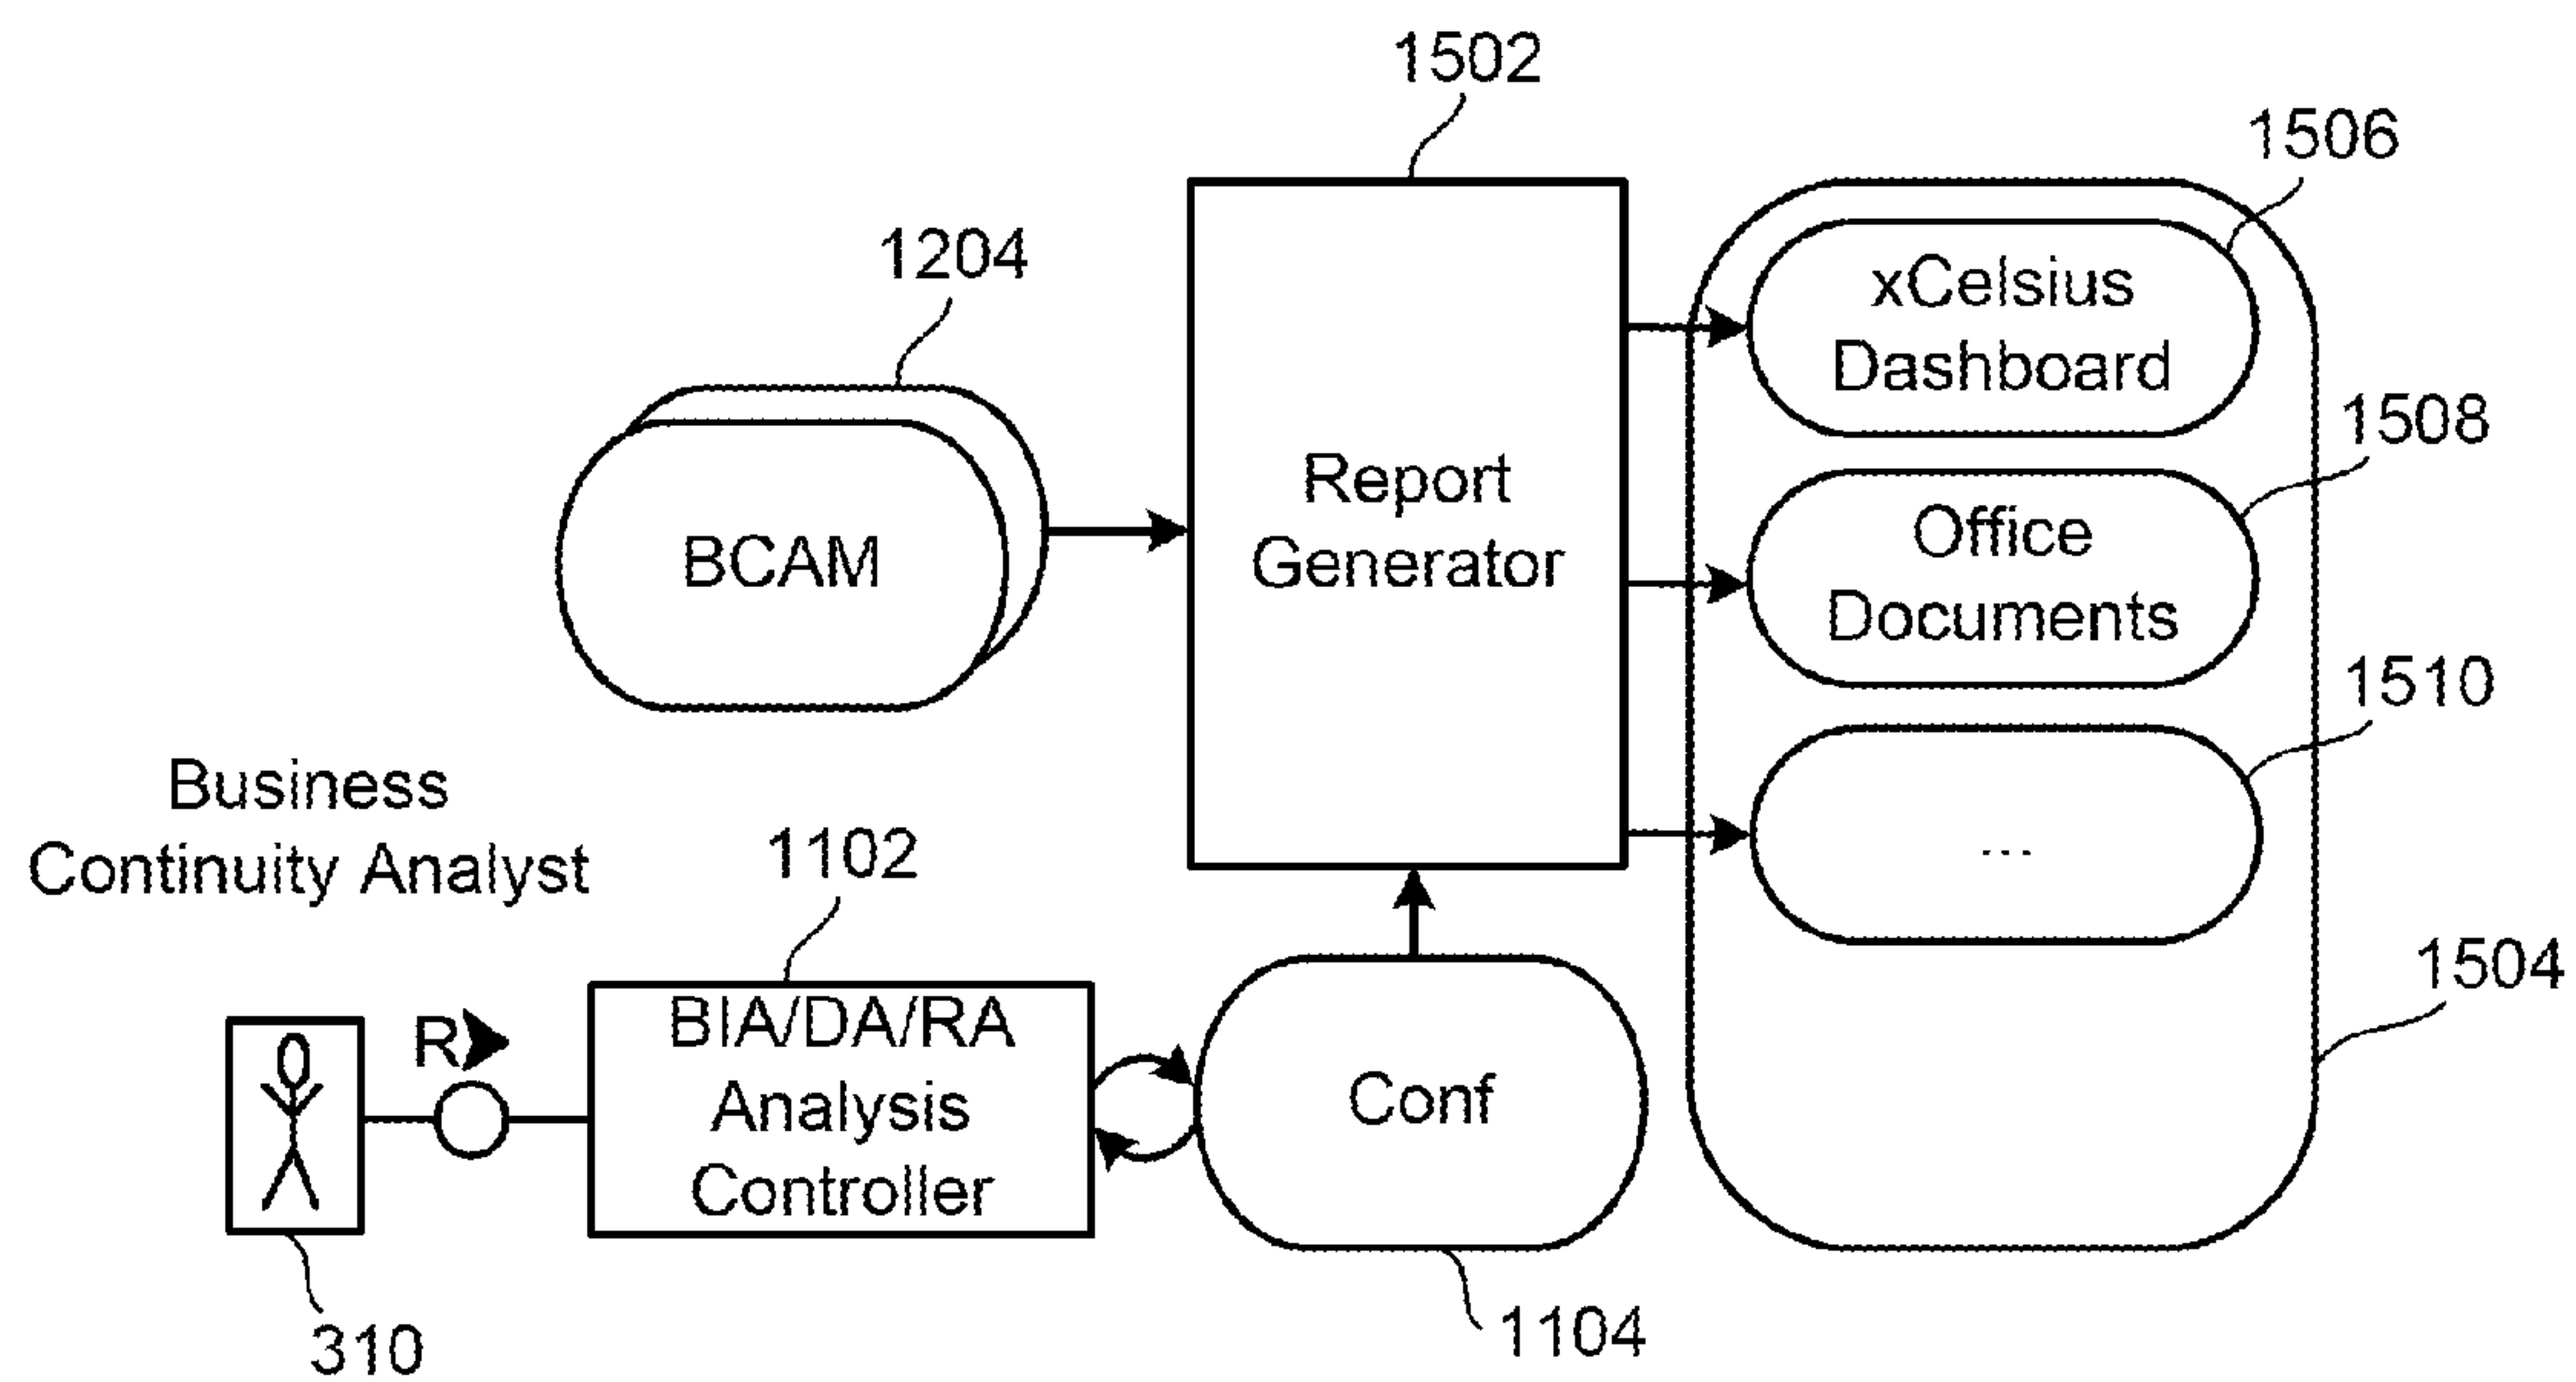 1502
1506
xCelsius
Dashboard
1204
1508
Report
Generator
BCAM
Office
Documents
1510
Business
Continuity Analyst
1102
...
1504
R
BIA/DA/RA
Analysis
Controller
Conf
310
1104